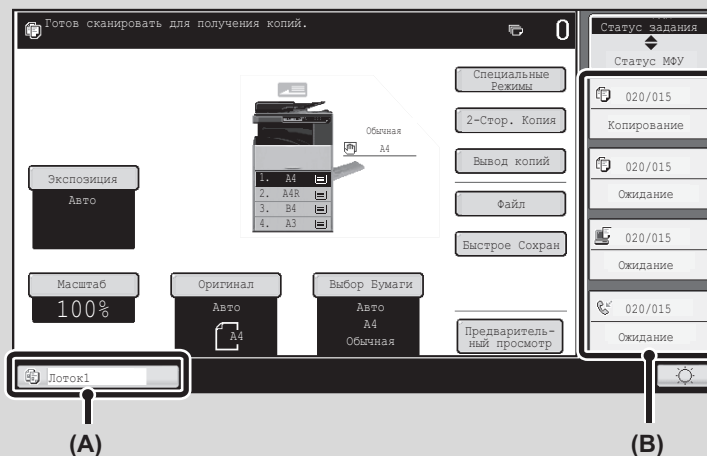 Готов сканировать для получения копий.
0
Статус задания
Статус МФУ
020/015
Копирование
020/015
Ожидание
020/015
Ожидание
020/015
Ожидание
Специальные
Режимы
2-Стор. Копия
Вывод копий
Файл
Быстрое Сохран
Предваритель-
ный просмотр
Обычная
A4
1. A4
2. A4R
3. B4
4. A3
Экспозиция
Авто
Масштаб
100%
Оригинал
Авто
A4
Выбор Бумаги
Авто
A4
Обычная
Лоток1
(A)
(B)